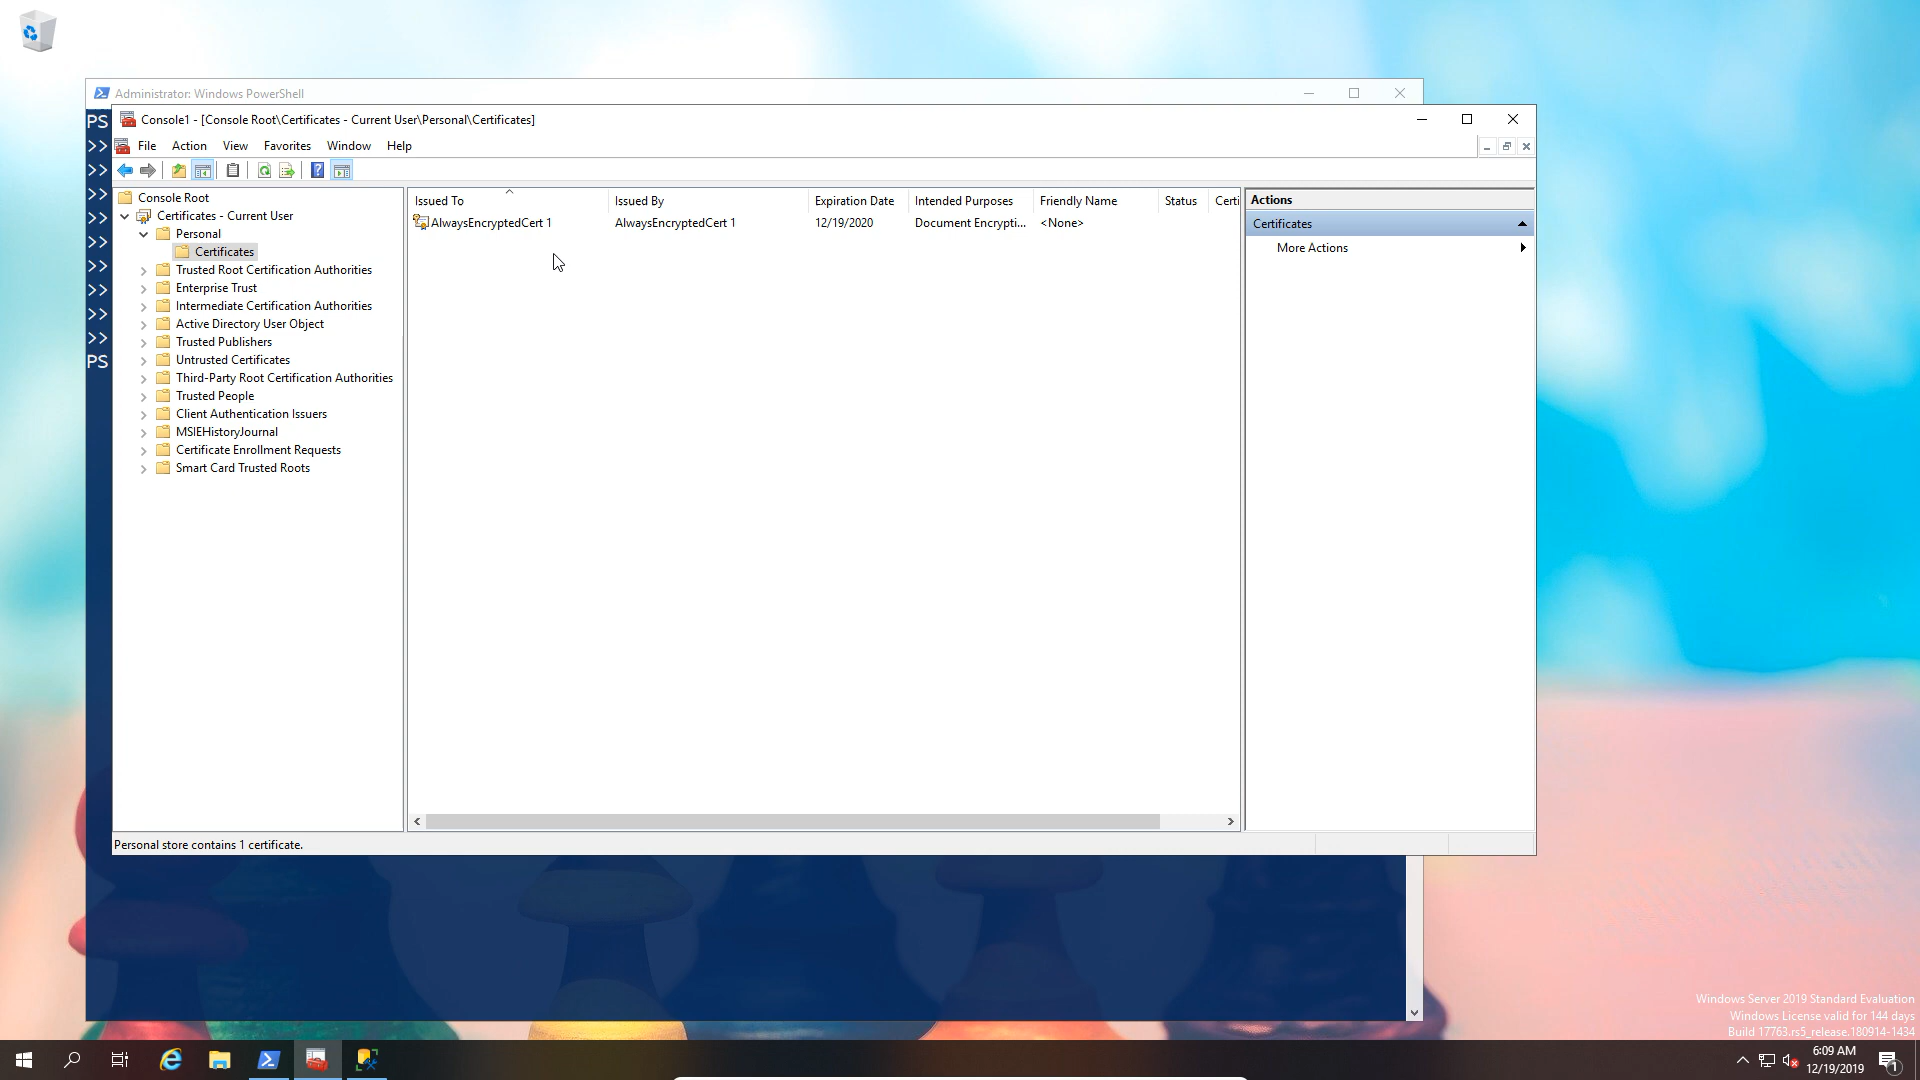 Administrator: Windows PowerShell
Console1 - [Console Root\Certificates - Current User\Personal\Certificates]
File Action View Favorites Window Help
PS
>>
>>
>>
>>
>>
>>
>>
>>
>>
PS
Console Root
Certificates - Current User
Personal
Certificates
Trusted Root Certification Authorities
Enterprise Trust
Intermediate Certification Authorities
Active Directory User Object
Trusted Publishers
Untrusted Certificates
Third-Party Root Certification Authorities
Trusted People
Client Authentication Issuers
MSIEHistoryJournal
Certificate Enrollment Requests
Smart Card Trusted Roots
Issued To Issued By Expiration Date Intended Purposes Friendly Name Status Certi
AlwaysEncryptedCert 1 AlwaysEncryptedCert 1 12/19/2020 Document Encrypti... <None>
Actions
Certificates
More Actions
Personal store contains 1 certificate.
Windows Server 2019 Standard Evaluation
Windows License valid for 144 days
Build 17763.rs5_release.180914-1434
6:09 AM
12/19/2019
1